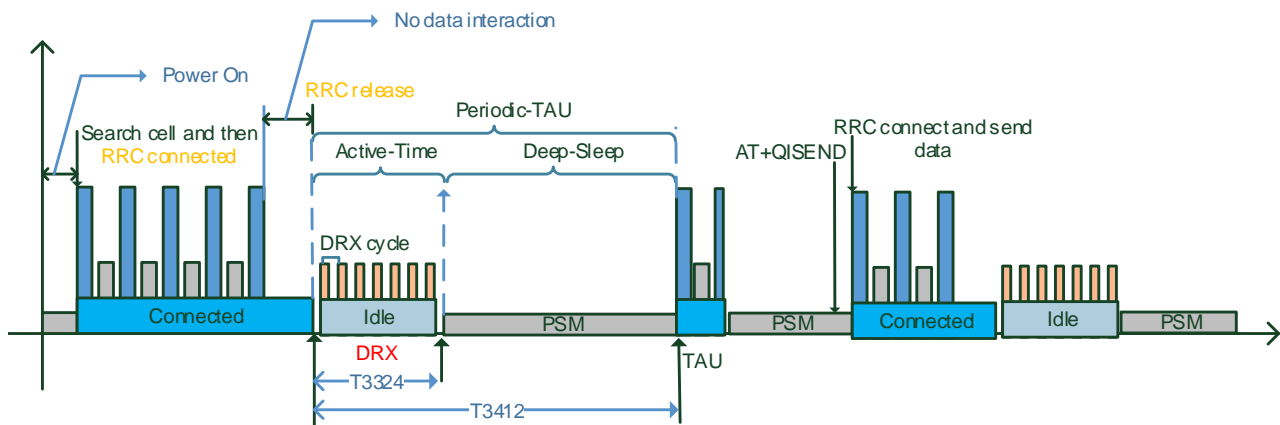 No data interaction
Power On
RRC release
Periodic-TAU
Search cell and then
RRC connected
RRC connect and send
data
Active-Time
Deep-Sleep
AT+QISEND
DRX cycle
Connected
Idle
PSM
PSM
Connected
Idle
PSM
DRX
TAU
T3324
T3412